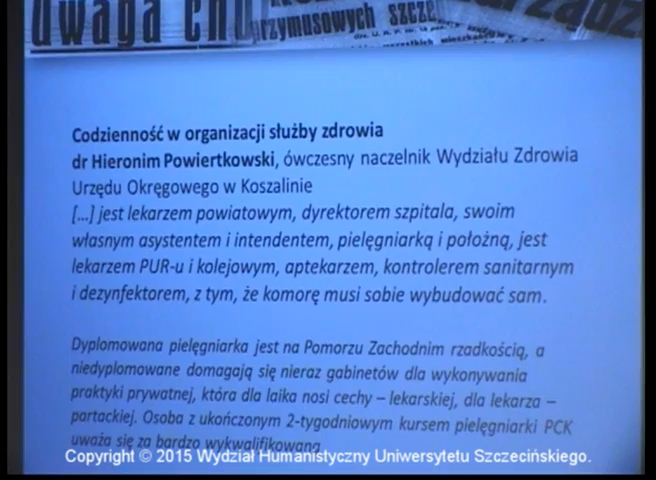 uwaga
przymusowych szcze
Codzienność w organizacji służby zdrowia
dr Hieronim Powiertkowski, ówczesny naczelnik Wydziału Zdrowia
Urzędu Okręgowego w Koszalinie
[...] jest lekarzem powiatowym, dyrektorem szpitala, swoim
własnym asystentem i intendentem, pielęgniarką i położną, jest
lekarzem PUR-u i kolejowym, aptekarzem, kontrolerem sanitarnym
i dezynfektorem, z tym, że komorę musi sobie wybudować sam.
Dyplomowana pielęgniarka jest na Pomorzu Zachodnim rzadkością, a
niedyplomowane domagają się nieraz gabinetów dla wykonywania
praktyki prywatnej, która dla laika nosi cechy – lekarskiej, dla lekarza –
partackiej. Osoba z ukończonym 2-tygodniowym kursem pielęgniarki PCK
uważa się za bardzo wykwalifikowaną
Copyright © 2015 Wydział Humanistyczny Uniwersytetu Szczecińskiego.